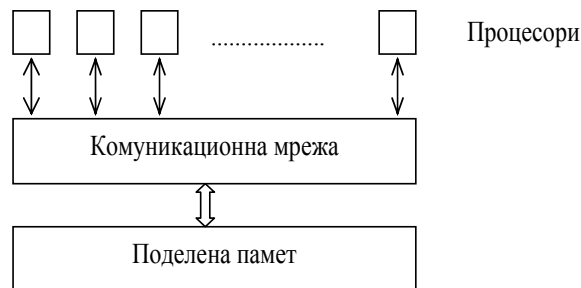 Процесори
Комуникационна мрежа
Поделена памет